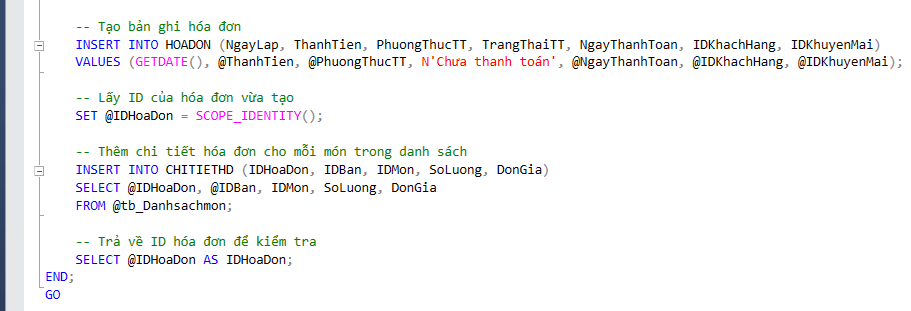 -- Tạo bản ghi hóa đơn
INSERT INTO HOADON (NgayLap, ThanhTien, PhuongThucTT, TrangThaiTT, NgayThanhToan, IDKhachHang, IDKhuyenMai)
VALUES (GETDATE(), @ThanhTien, @PhuongThucTT, N'Chưa thanh toán', @NgayThanhToan, @IDKhachHang, @IDKhuyenMai);
-- Lấy ID của hóa đơn vừa tạo
SET @IDHoaDon = SCOPE_IDENTITY();
-- Thêm chi tiết hóa đơn cho mỗi món trong danh sách
INSERT INTO CHITIETHD (IDHoaDon, IDBan, IDMon, SoLuong, DonGia)
SELECT @IDHoaDon, @IDBan, IDMon, SoLuong, DonGia
FROM @tb_Danhsachmon;
-- Trả về ID hóa đơn để kiểm tra
SELECT @IDHoaDon AS IDHoaDon;
END;
GO